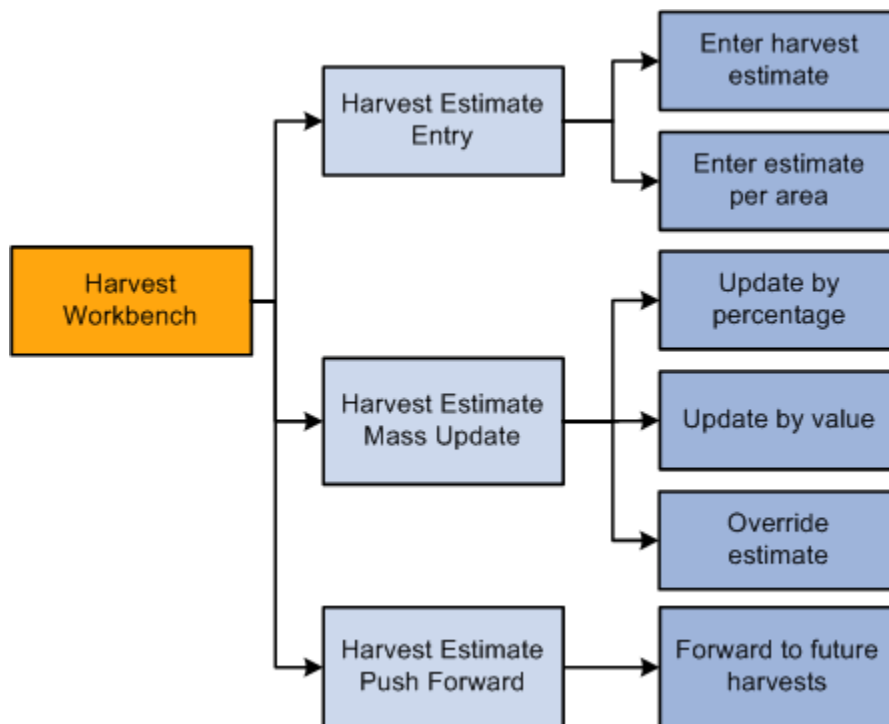 Harvest
Workbench
Harvest Estimate
Entry
Enter harvest
estimate
Enter estimate
per area
Harvest Estimate
Mass Update
Update by
percentage
Update by value
Override
estimate
Harvest Estimate
Push Forward
Forward to future
harvests